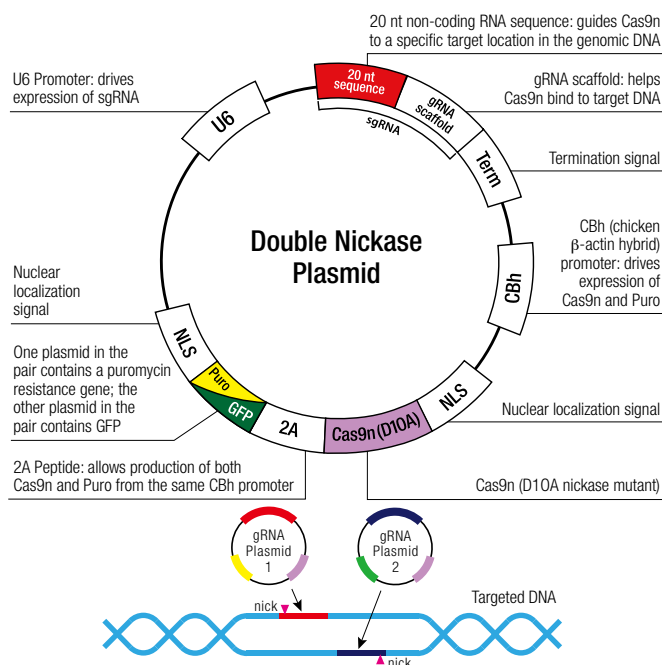 20 nt non-coding RNA sequence: guides Cas9n
to a specific target location in the genomic DNA
U6 Promoter: drives
expression of sgRNA
gRNA scaffold: helps
Cas9n bind to target DNA
20 nt
sequence
gRNA
scaffold
sgRNA
U6
Term
Termination signal
Double Nickase
Plasmid
CBh (chicken
β-actin hybrid)
promoter: drives
expression of
Cas9n and Puro
CBh
Nuclear
localization
signal
NLS
One plasmid in the
pair contains a puromycin
resistance gene; the
other plasmid in the
pair contains GFP
Puro
GFP
2A
Cas9n (D10A)
NLS
Nuclear localization signal
2A Peptide: allows production of both
Cas9n and Puro from the same CBh promoter
Cas9n (D10A nickase mutant)
gRNA
Plasmid
1
gRNA
Plasmid
2
Targeted DNA
nick
nick